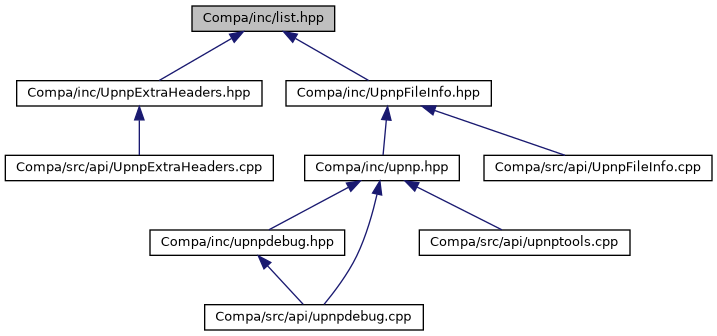 Compa/inc/list.hpp
Compa/inc/UpnpExtraHeaders.hpp
Compa/inc/UpnpFileInfo.hpp
Compa/src/api/UpnpExtraHeaders.cpp
Compa/inc/upnp.hpp
Compa/src/api/UpnpFileInfo.cpp
Compa/inc/upnpdebug.hpp
Compa/src/api/upnptools.cpp
Compa/src/api/upnpdebug.cpp